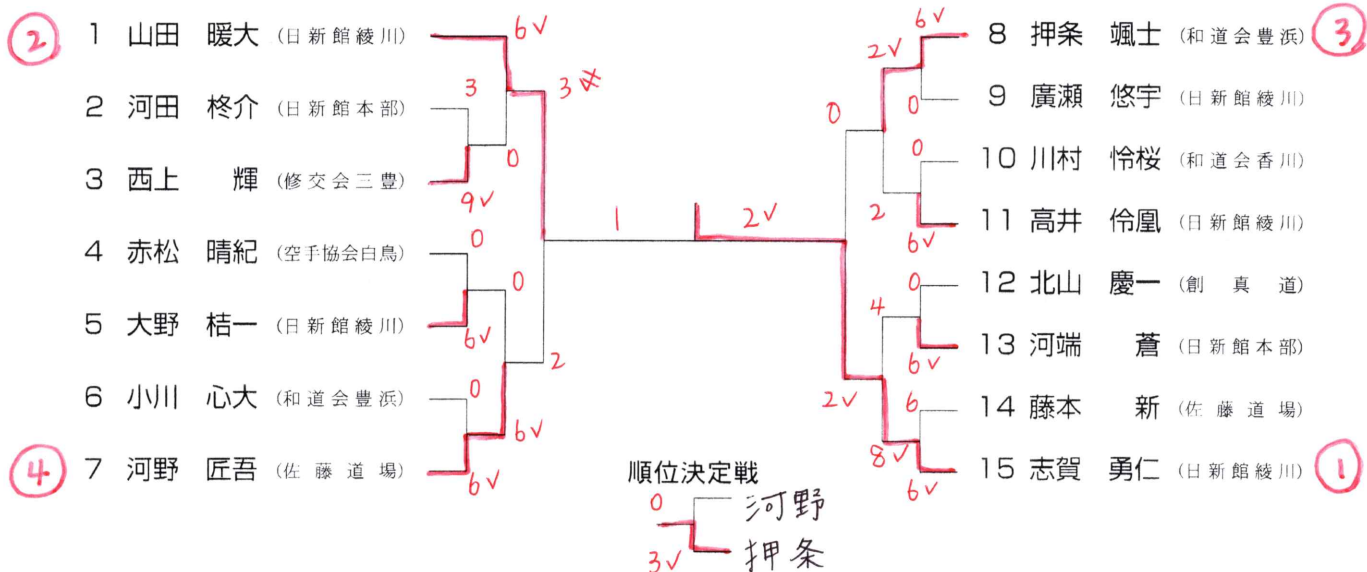 ② 1 山田 暖大 (日新館綾川) 6✓
3 3
2 河田 柊介 (日新館本部)
0
3 西上 輝 (修交会三豊) 9✓
0
4 赤松 晴紀 (空手協会白鳥)
0
5 大野 桔一 (日新館綾川) 6✓
2
0
6 小川 心大 (和道会豊浜)
6✓
④ 7 河野 匠吾 (佐藤道場) 6✓
1 2✓
6✓ 8 押条 颯士 (和道会豊浜) ③
2✓
0 0 9 廣瀬 悠宇 (日新館綾川)
0 10 川村 怜桜 (和道会香川)
2 11 高井 伶凰 (日新館綾川)
6✓
0 12 北山 慶一 (創真道)
4
13 河端 蒼 (日新館本部)
6✓
2✓ 6 14 藤本 新 (佐藤道場)
8✓ 15 志賀 勇仁 (日新館綾川) ①
6✓
順位決定戦
0 河野
3✓ 押条